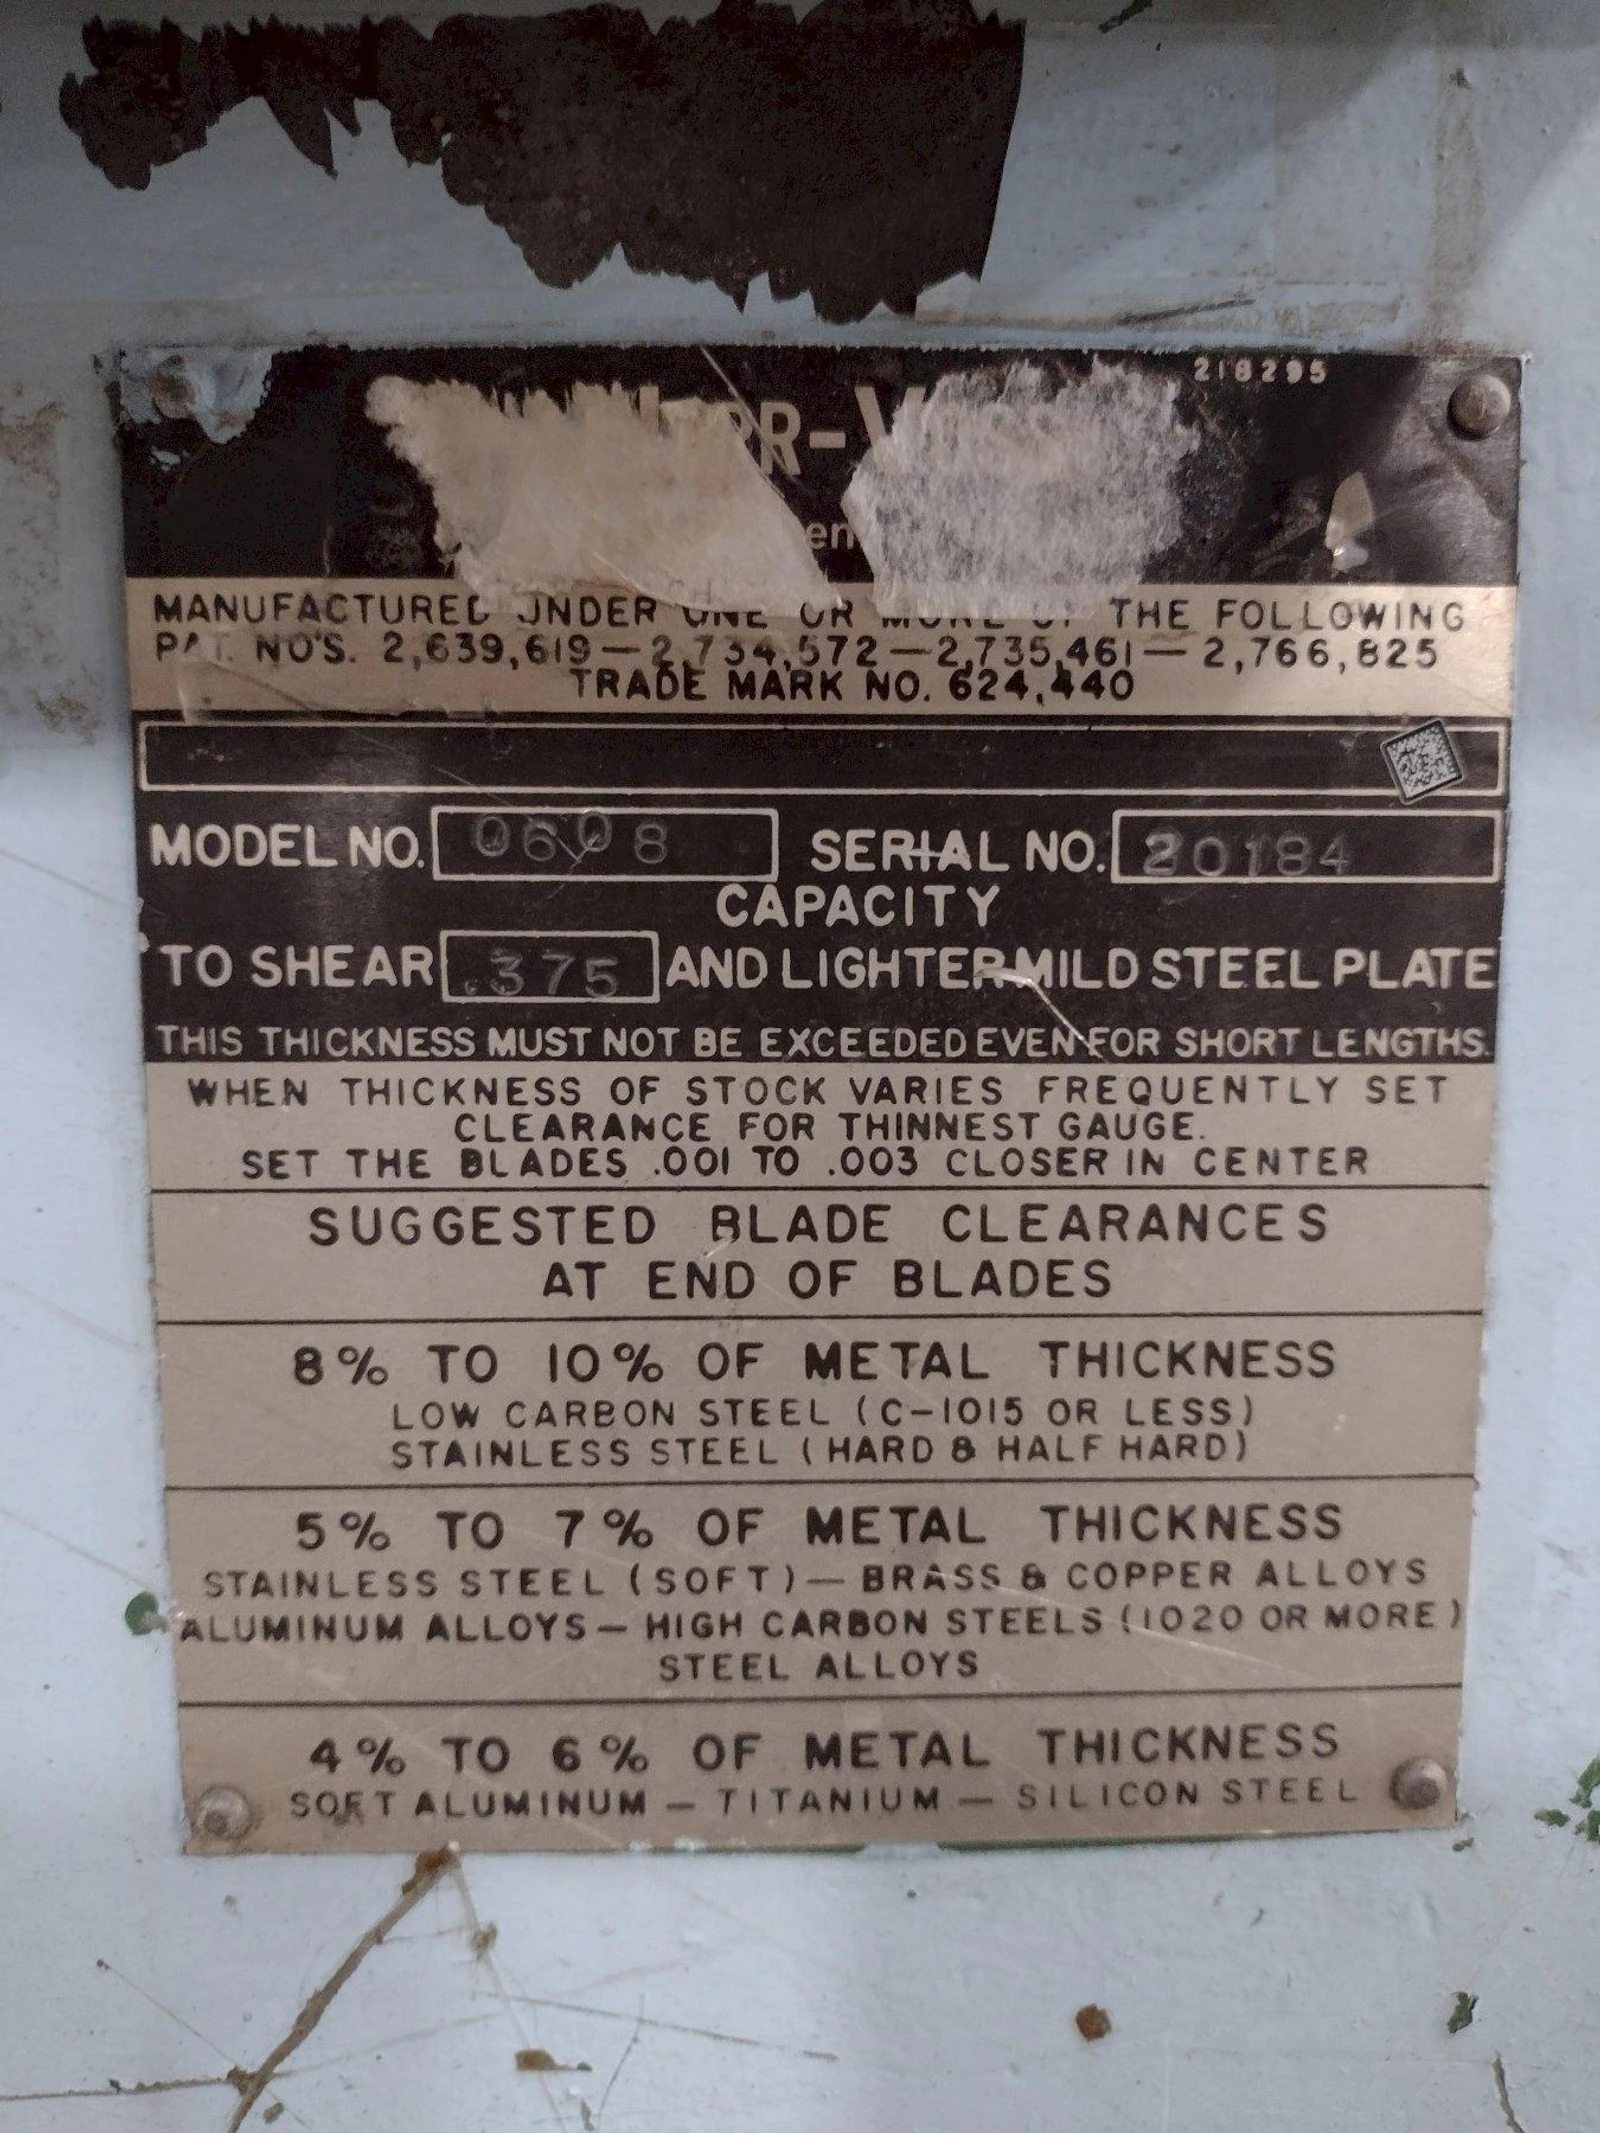 218295
MANUFACTURED UNDER ONE OR MORE OF THE FOLLOWING
PAT. NO'S. 2,639,619—2,734,572—2,735,461—2,766,825
TRADE MARK NO. 624,440
MODEL NO. 0608 SERIAL NO. 20184
CAPACITY
TO SHEAR .375 AND LIGHTER MILD STEEL PLATE
THIS THICKNESS MUST NOT BE EXCEEDED EVEN FOR SHORT LENGTHS.
WHEN THICKNESS OF STOCK VARIES FREQUENTLY SET
CLEARANCE FOR THINNEST GAUGE.
SET THE BLADES .001 TO .003 CLOSER IN CENTER
SUGGESTED BLADE CLEARANCES
AT END OF BLADES
8% TO 10% OF METAL THICKNESS
LOW CARBON STEEL (C-1015 OR LESS)
STAINLESS STEEL (HARD & HALF HARD)
5% TO 7% OF METAL THICKNESS
STAINLESS STEEL (SOFT)—BRASS & COPPER ALLOYS
ALUMINUM ALLOYS—HIGH CARBON STEELS (1020 OR MORE)
STEEL ALLOYS
4% TO 6% OF METAL THICKNESS
SOFT ALUMINUM — TITANIUM — SILICON STEEL